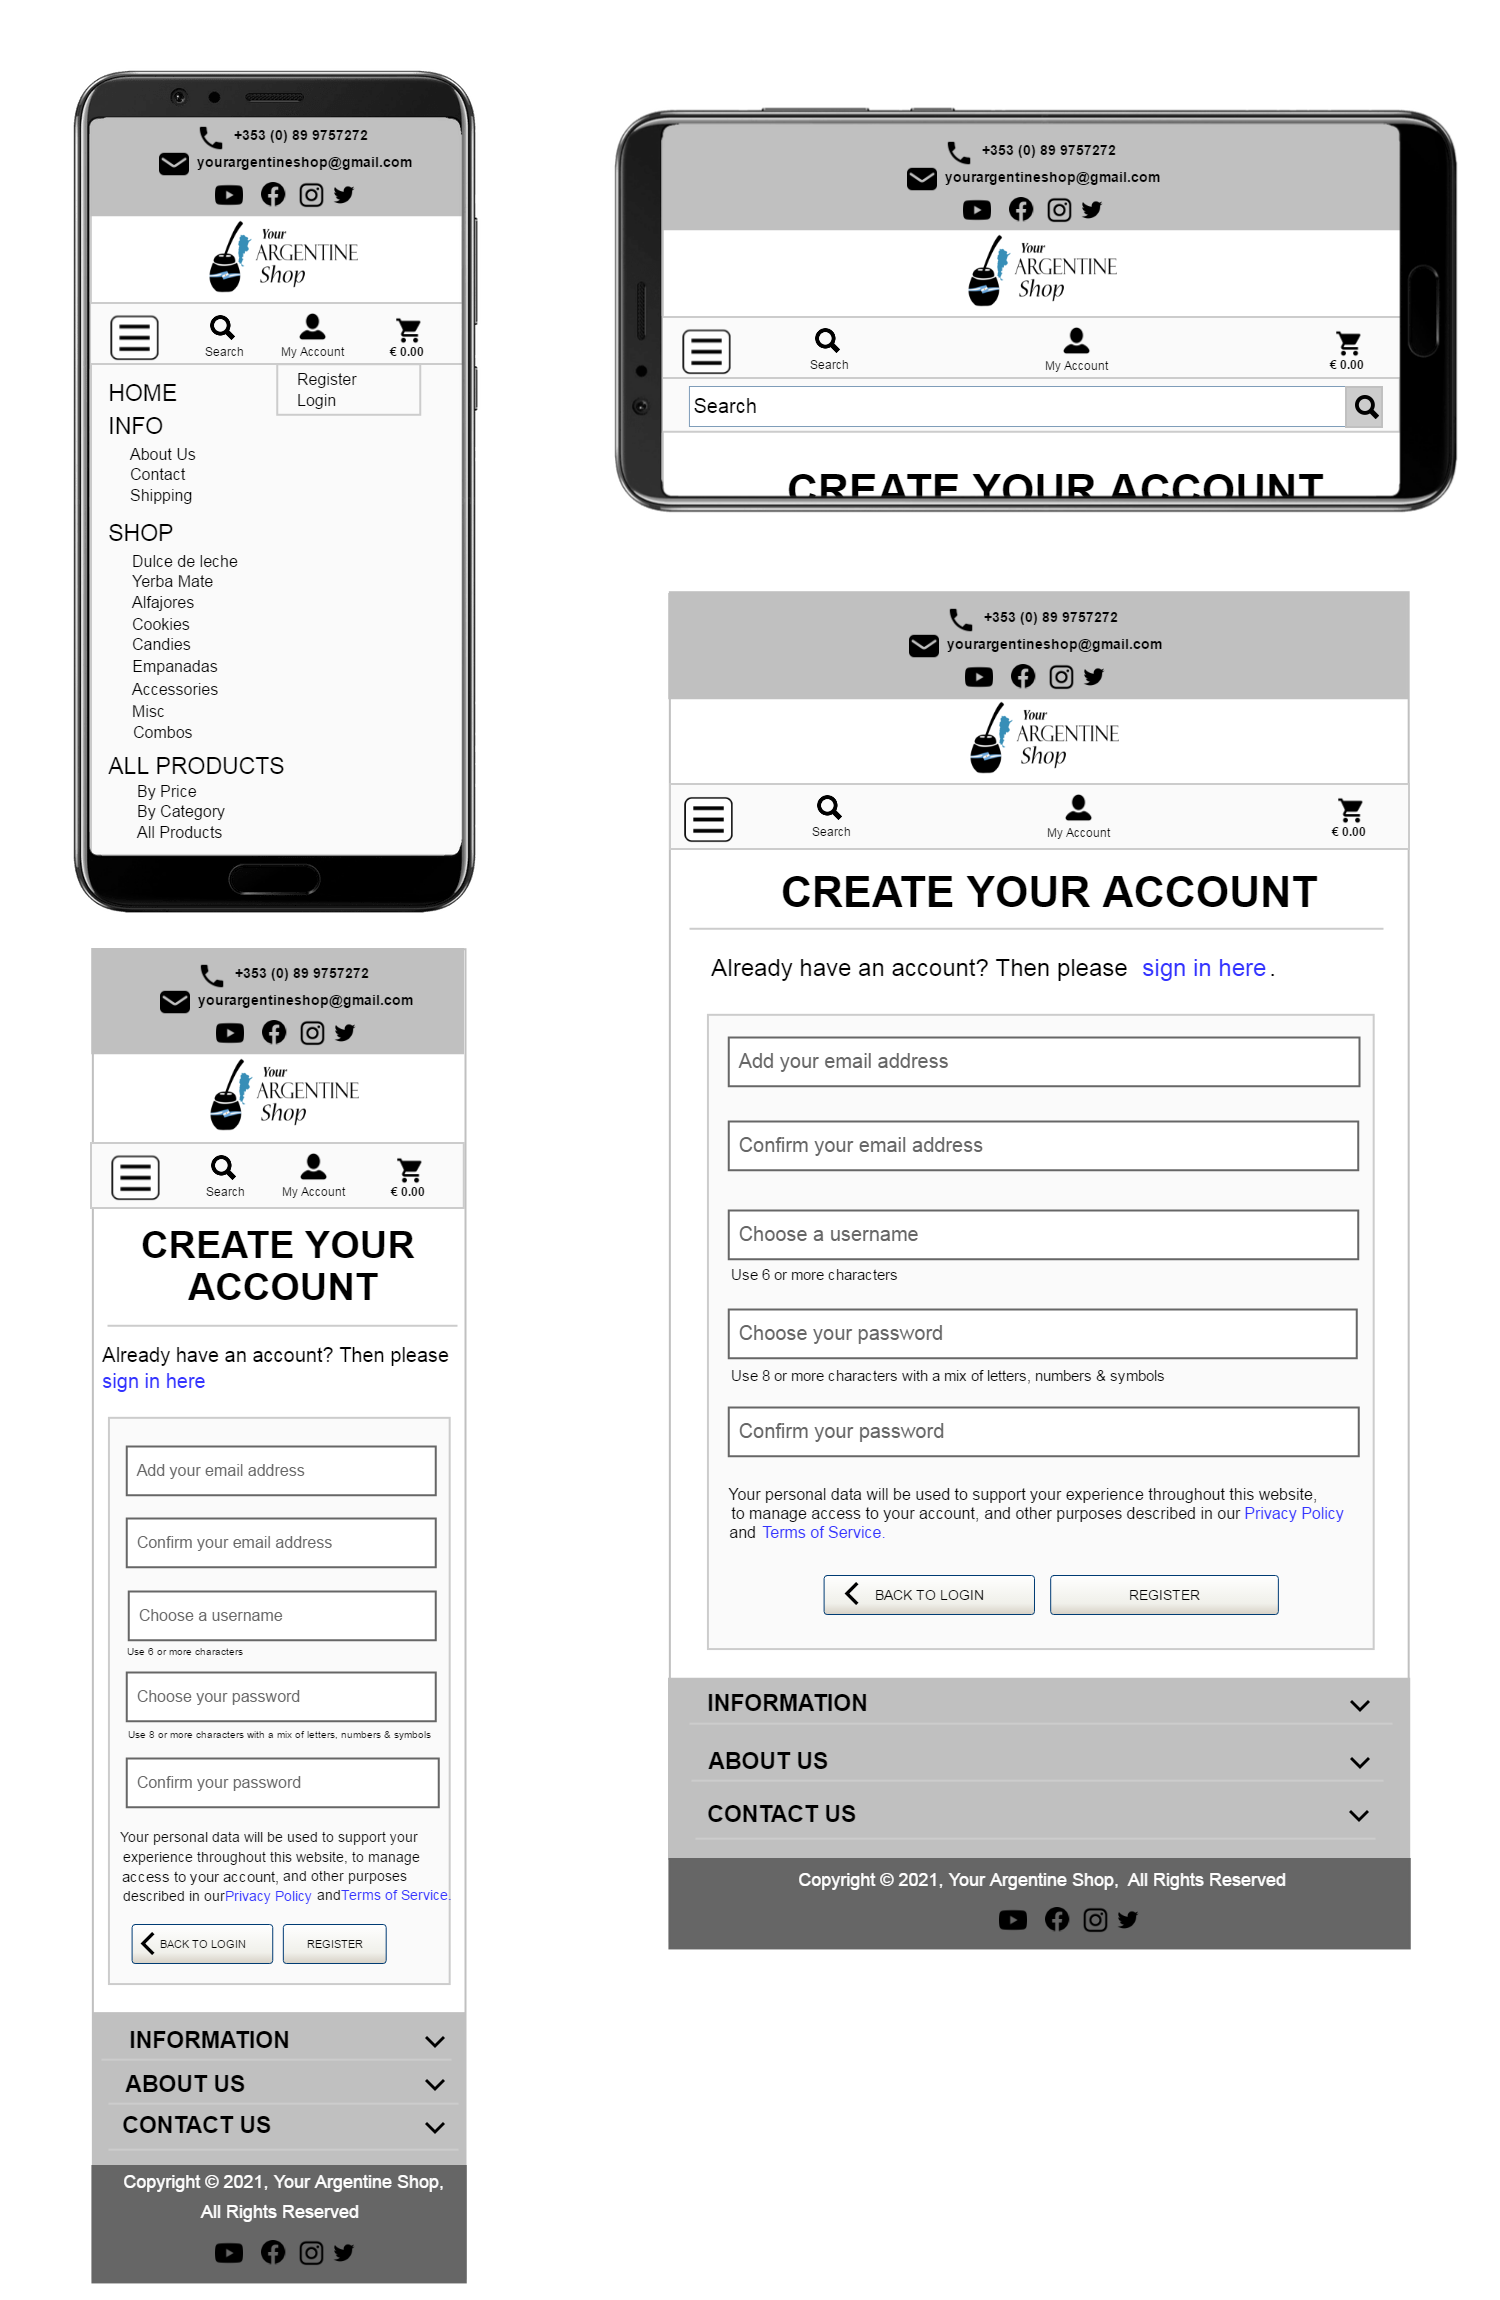 +353 (0) 89 9757272
yourargentineshop@gmail.com
Your
ARGENTINE
Shop
Search
My Account
€ 0.00
Register
Login
HOME
INFO
About Us
Contact
Shipping
SHOP
Dulce de leche
Yerba Mate
Alfajores
Cookies
Candies
Empanadas
Accessories
Misc
Combos
ALL PRODUCTS
By Price
By Category
All Products
+353 (0) 89 9757272
yourargentineshop@gmail.com
Your
ARGENTINE
Shop
Search
My Account
€ 0.00
Search
CREATE YOUR ACCOUNT
+353 (0) 89 9757272
yourargentineshop@gmail.com
Your
ARGENTINE
Shop
Search
My Account
€ 0.00
CREATE YOUR
ACCOUNT
Already have an account? Then please
sign in here
Add your email address
Confirm your email address
Choose a username
Use 6 or more characters
Choose your password
Use 8 or more characters with a mix of letters, numbers & symbols
Confirm your password
Your personal data will be used to support your
experience throughout this website, to manage
access to your account, and other purposes
described in ourPrivacy Policy andTerms of Service.
BACK TO LOGIN
REGISTER
INFORMATION
ABOUT US
CONTACT US
Copyright © 2021, Your Argentine Shop,
All Rights Reserved
+353 (0) 89 9757272
yourargentineshop@gmail.com
Your
ARGENTINE
Shop
Search
My Account
€ 0.00
CREATE YOUR ACCOUNT
Already have an account? Then please sign in here.
Add your email address
Confirm your email address
Choose a username
Use 6 or more characters
Choose your password
Use 8 or more characters with a mix of letters, numbers & symbols
Confirm your password
Your personal data will be used to support your experience throughout this website,
to manage access to your account, and other purposes described in our Privacy Policy
and Terms of Service.
BACK TO LOGIN
REGISTER
INFORMATION
ABOUT US
CONTACT US
Copyright © 2021, Your Argentine Shop, All Rights Reserved